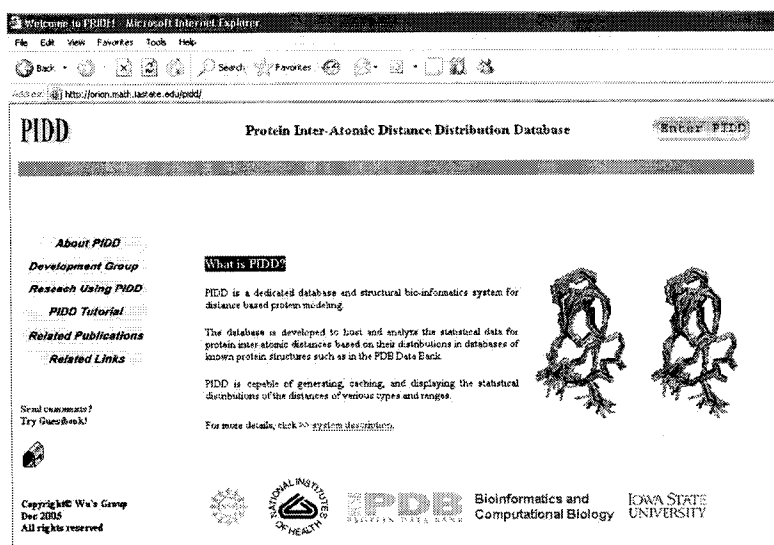 Welcome to PRIDE! - Microsoft Internet Explorer
File Edit View Favorites Tools Help
Back Search Favorites
Address http://orion.math.iastate.edu/pidd/
PIDD
Protein Inter-Atomic Distance Distribution Database
Enter PIDD
About PIDD
Development Group
Reseach Using PIDD
PIDD Tutorial
Related Publications
Related Links
Send comments?
Try Guestbook!
Copyright© Wu's Group
Dec 2005
All rights reserved
What is PIDD?
PIDD is a dedicated database and structural bio-informatics system for
distance based protein modeling.
The database is developed to host and analyze the statistical data for
protein inter-atomic distances based on their distributions in databases of
known protein structures such as in the PDB Data Bank.
PIDD is capable of generating, caching, and displaying the statistical
distributions of the distances of various types and ranges.
For more details, click >> system description.
NATIONAL INSTITUTES
OF HEALTH
PDB
PROTEIN DATA BANK
Bioinformatics and
Computational Biology
IOWA STATE
UNIVERSITY